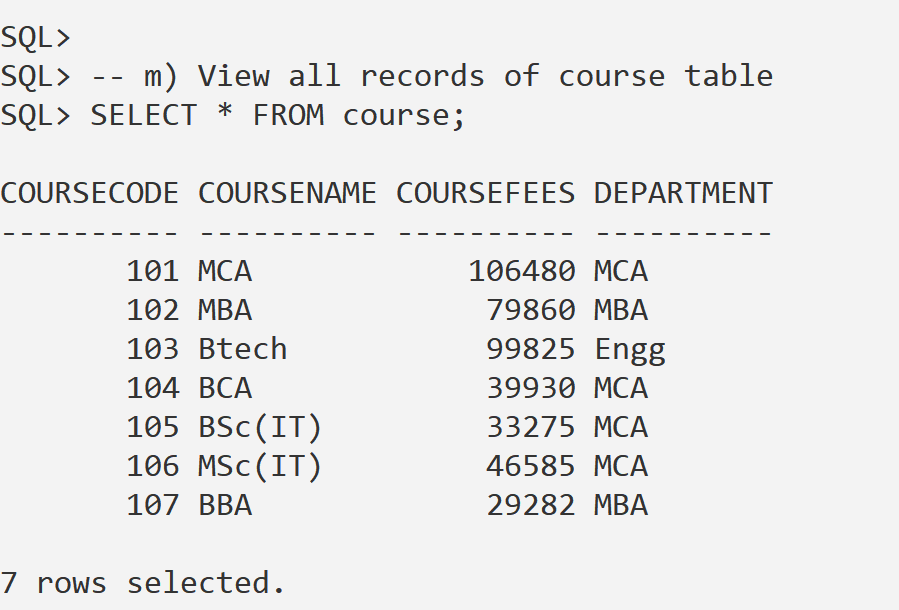 SQL>
SQL> -- m) View all records of course table
SQL> SELECT * FROM course;
COURSECODE COURSENAME COURSEFEES DEPARTMENT
---------- ---------- ---------- ----------
101 MCA 106480 MCA
102 MBA 79860 MBA
103 Btech 99825 Engg
104 BCA 39930 MCA
105 BSc(IT) 33275 MCA
106 MSc(IT) 46585 MCA
107 BBA 29282 MBA
7 rows selected.